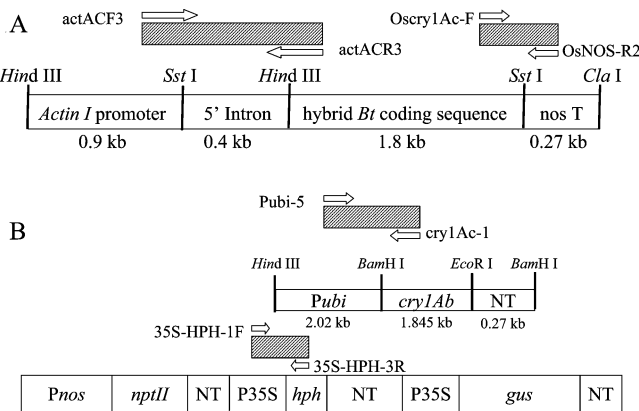 A
actACF3
Oscry1Ac-F
actACR3
OsNOS-R2
Hind III
Sst I
Hind III
Sst I
Cla I
Actin I promoter
5' Intron
hybrid Bt coding sequence
nos T
0.9 kb
0.4 kb
1.8 kb
0.27 kb
B
Pubi-5
cry1Ac-1
Hind III
BamH I
EcoR I
BamH I
Pubi
cry1Ab
NT
2.02 kb
1.845 kb
0.27 kb
35S-HPH-1F
35S-HPH-3R
Pnos
nptII
NT
P35S
hph
NT
P35S
gus
NT